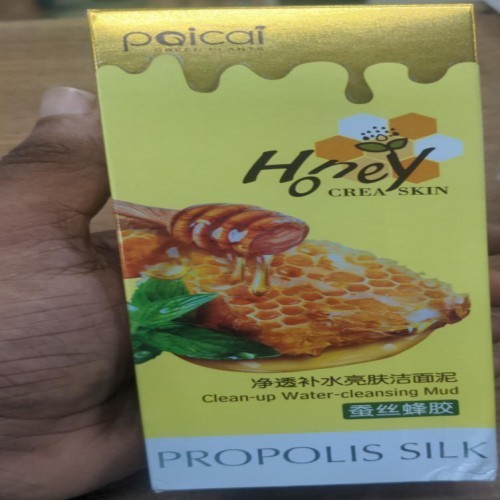 paicai
GREEN PLANTS
Honey
CREA SKIN
净透补水亮肤洁面泥
Clean-up Water-cleansing Mud
蚕丝蜂胶
PROPOLIS SILK